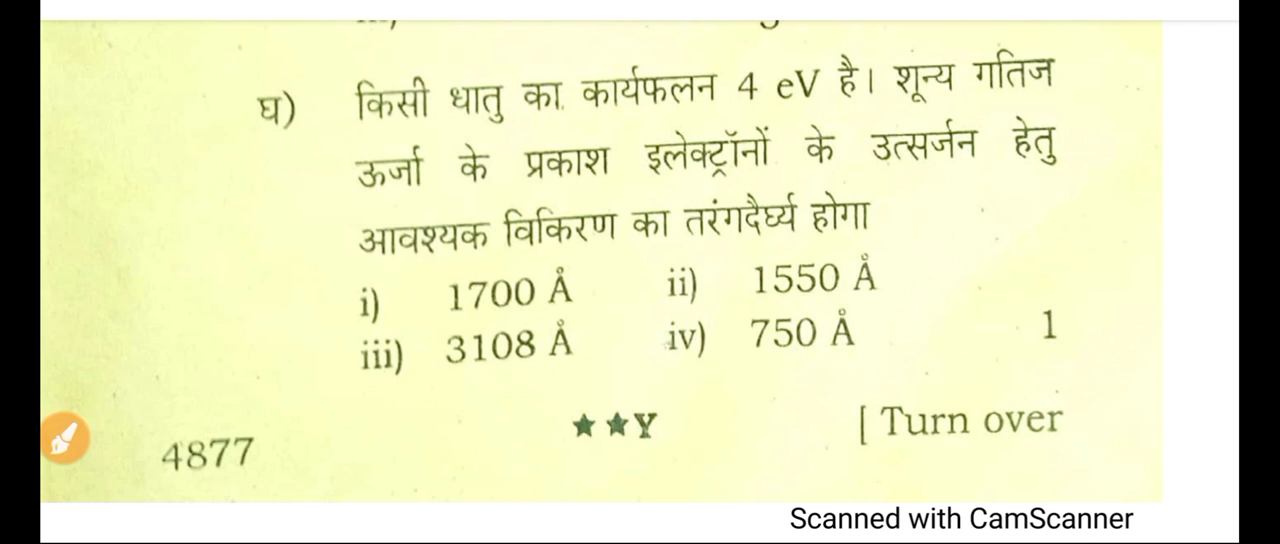 घ) किसी धातु का कार्यफलन 4 eV है। शून्य गतिज
ऊर्जा के प्रकाश इलेक्ट्रॉनों के उत्सर्जन हेतु
आवश्यक विकिरण का तरंगदैर्घ्य होगा
i) 1700 Å ii) 1550 Å
iii) 3108 Å iv) 750 Å 1
4877 ★★Y [ Turn over
Scanned with CamScanner